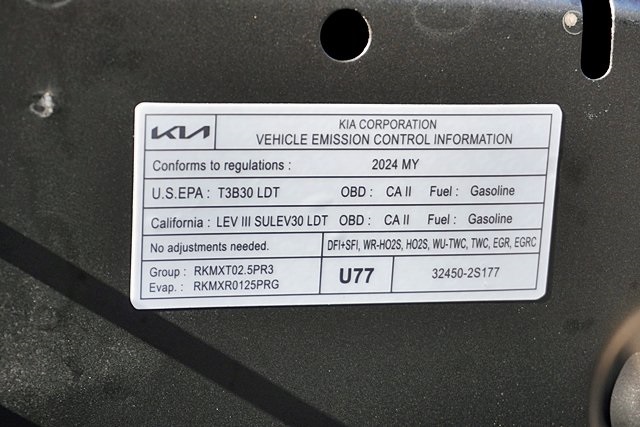 KIA
KIA CORPORATION
VEHICLE EMISSION CONTROL INFORMATION
Conforms to regulations : 2024 MY
U.S.EPA : T3B30 LDT OBD : CA II Fuel : Gasoline
California : LEV III SULEV30 LDT OBD : CA II Fuel : Gasoline
No adjustments needed. DFI+SFI, WR-HO2S, HO2S, WU-TWC, TWC, EGR, EGRC
Group : RKMXT02.5PR3
Evap. : RKMXR0125PRG
U77
32450-2S177